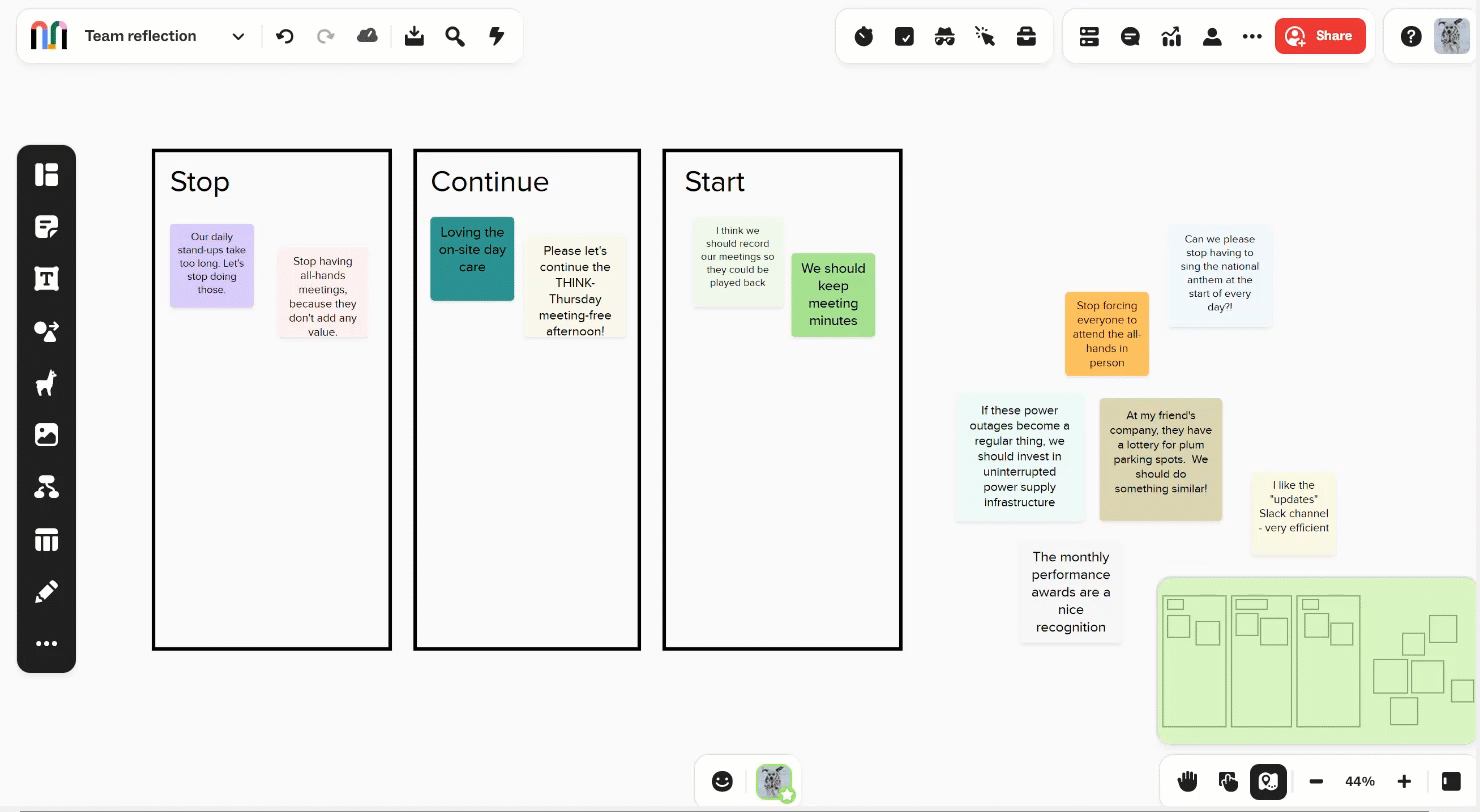 Team reflection
Share
Stop
Our daily
stand-ups take
too long. Let's
stop doing
those.
Stop having
all-hands
meetings,
because they
don't add any
value.
Continue
Loving the
on-site day
care
Please let's
continue the
THINK-
Thursday
meeting-free
afternoon!
Start
I think we
should record
our meetings so
they could be
played back
We should
keep
meeting
minutes
Can we please
stop having to
sing the national
anthem at the
start of every
day?!
Stop forcing
everyone to
attend the all-
hands in
person
If these power
outages become a
regular thing, we
should invest in
uninterrupted
power supply
infrastructure
At my friend's
company, they have
a lottery for plum
parking spots.  We
should do
something similar!
I like the
"updates"
Slack channel
- very efficient
The monthly
performance
awards are a
nice
recognition
44%